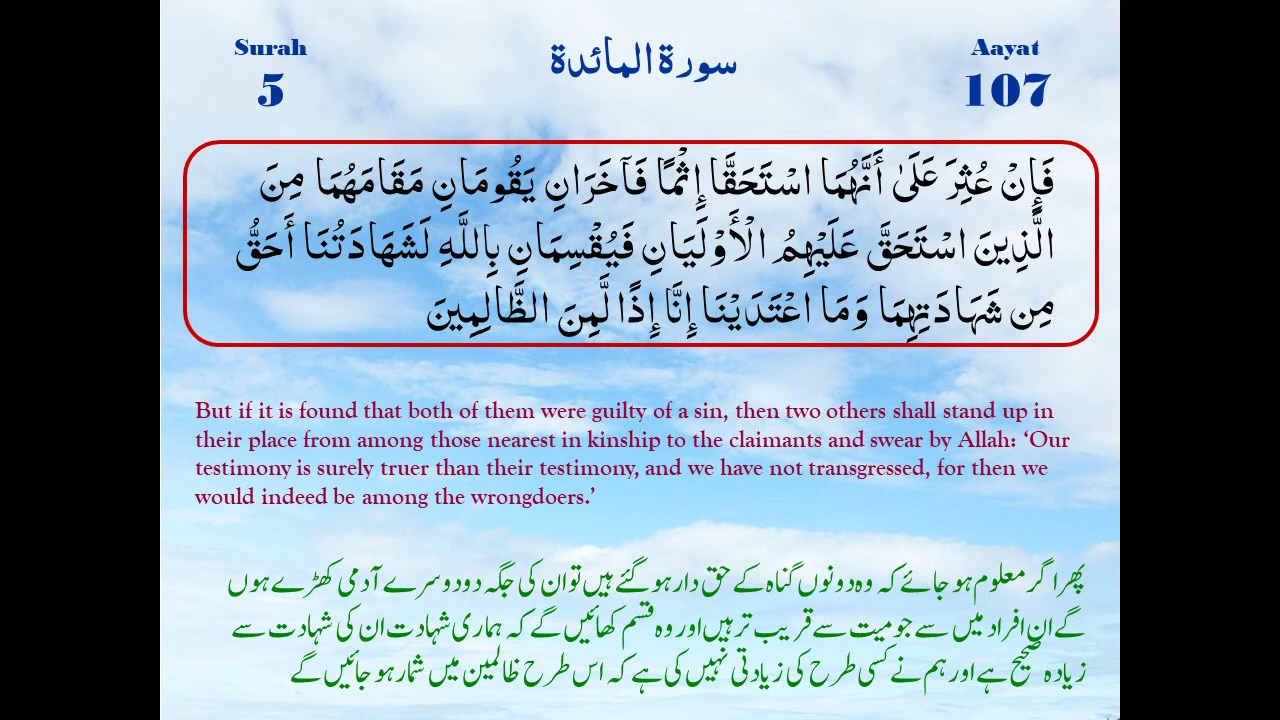 Surah
5
سورة المائدة
Aayat
107
فَإِنْ عُثِرَ عَلَىٰ أَنَّهُمَا اسْتَحَقَّا إِثْمًا فَآخَرَانِ يَقُومَانِ مَقَامَهُمَا مِنَ
الَّذِينَ اسْتَحَقَّ عَلَيْهِمُ الْأَوْلَيَانِ فَيُقْسِمَانِ بِاللَّهِ لَشَهَادَتُنَا أَحَقُّ
مِن شَهَادَتِهِمَا وَمَا اعْتَدَيْنَا إِنَّا إِذًا لَّمِنَ الظَّالِمِينَ
But if it is found that both of them were guilty of a sin, then two others shall stand up in
their place from among those nearest in kinship to the claimants and swear by Allah: ‘Our
testimony is surely truer than their testimony, and we have not transgressed, for then we
would indeed be among the wrongdoers.’
پھر اگر معلوم ہو جائے کہ وہ دونوں گناہ کے حق دار ہو گئے ہیں تو ان کی جگہ دو دوسرے آدمی کھڑے ہوں
گے ان افراد میں سے جو میت سے قریب تر ہیں اور وہ قسم کھائیں گے کہ ہماری شہادت ان کی شہادت سے
زیادہ صحیح ہے اور ہم نے کسی طرح کی زیادتی نہیں کی ہے کہ اس طرح ظالمین میں شمار ہو جائیں گے